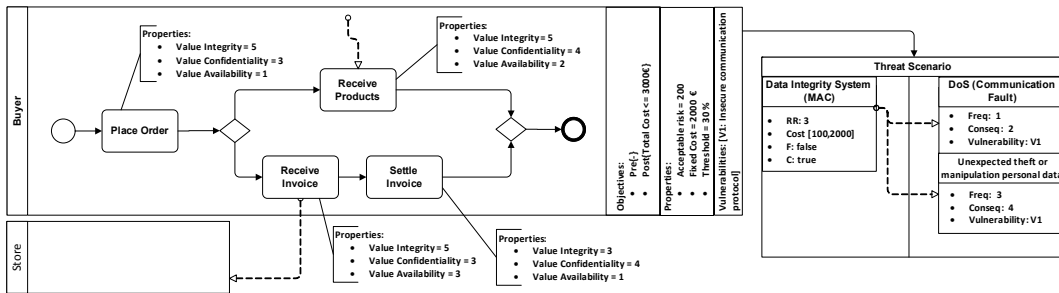 Buyer
Properties:
• Value Integrity = 5
• Value Confidentiality = 3
• Value Availability = 1
Place Order
Properties:
• Value Integrity = 5
• Value Confidentiality = 4
• Value Availability = 2
Receive
Products
Receive
Invoice
Settle
Invoice
Objectives:
• Pre{-}
• Post{Total Cost <= 3000€}
Properties:
• Acceptable risk = 200
• Fixed Cost = 2000 €
• Threshold = 30 %
Vulnerabilities: [V1: Insecure communication
protocol]
Store
Properties:
• Value Integrity = 5
• Value Confidentiality = 3
• Value Availability = 3
Properties:
• Value Integrity = 3
• Value Confidentiality = 4
• Value Availability = 1
Threat Scenario
Data Integrity System
(MAC)
• RR: 3
• Cost [100,2000]
• F: false
• C: true
DoS (Communication
Fault)
• Freq: 1
• Conseq: 2
• Vulnerability: V1
Unexpected theft or
manipulation personal data
• Freq: 3
• Conseq: 4
• Vulnerability: V1